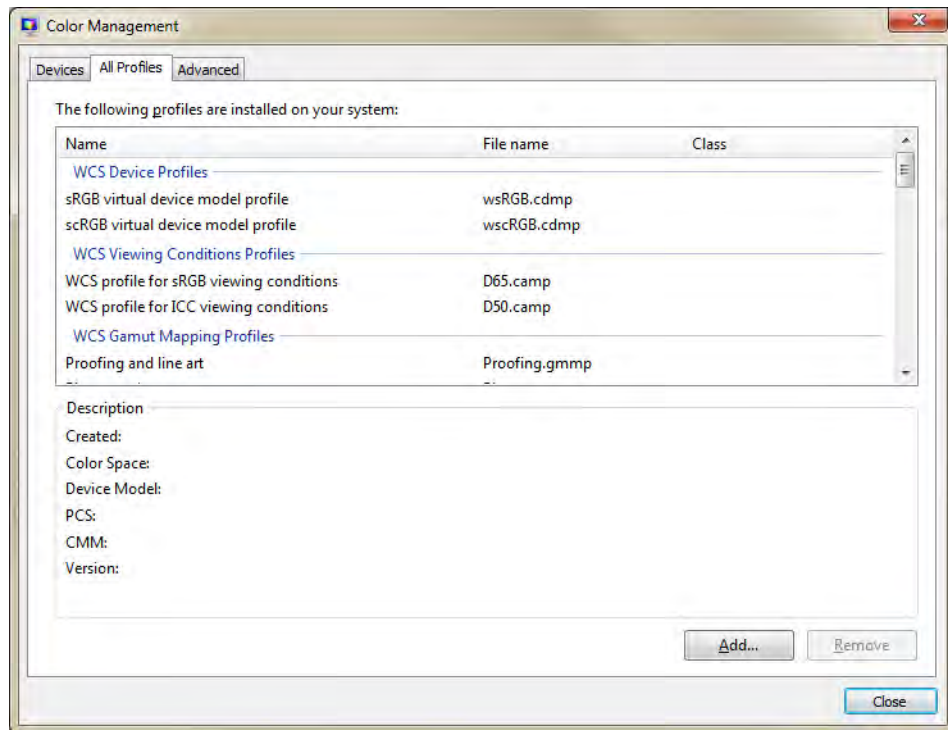 Color Management
Devices All Profiles Advanced
The following profiles are installed on your system:
Name File name Class
WCS Device Profiles
sRGB virtual device model profile wsRGB.cdmp
scRGB virtual device model profile wscRGB.cdmp
WCS Viewing Conditions Profiles
WCS profile for sRGB viewing conditions D65.camp
WCS profile for ICC viewing conditions D50.camp
WCS Gamut Mapping Profiles
Proofing and line art Proofing.gmmp
Description
Created:
Color Space:
Device Model:
PCS:
CMM:
Version:
Add... Remove
Close